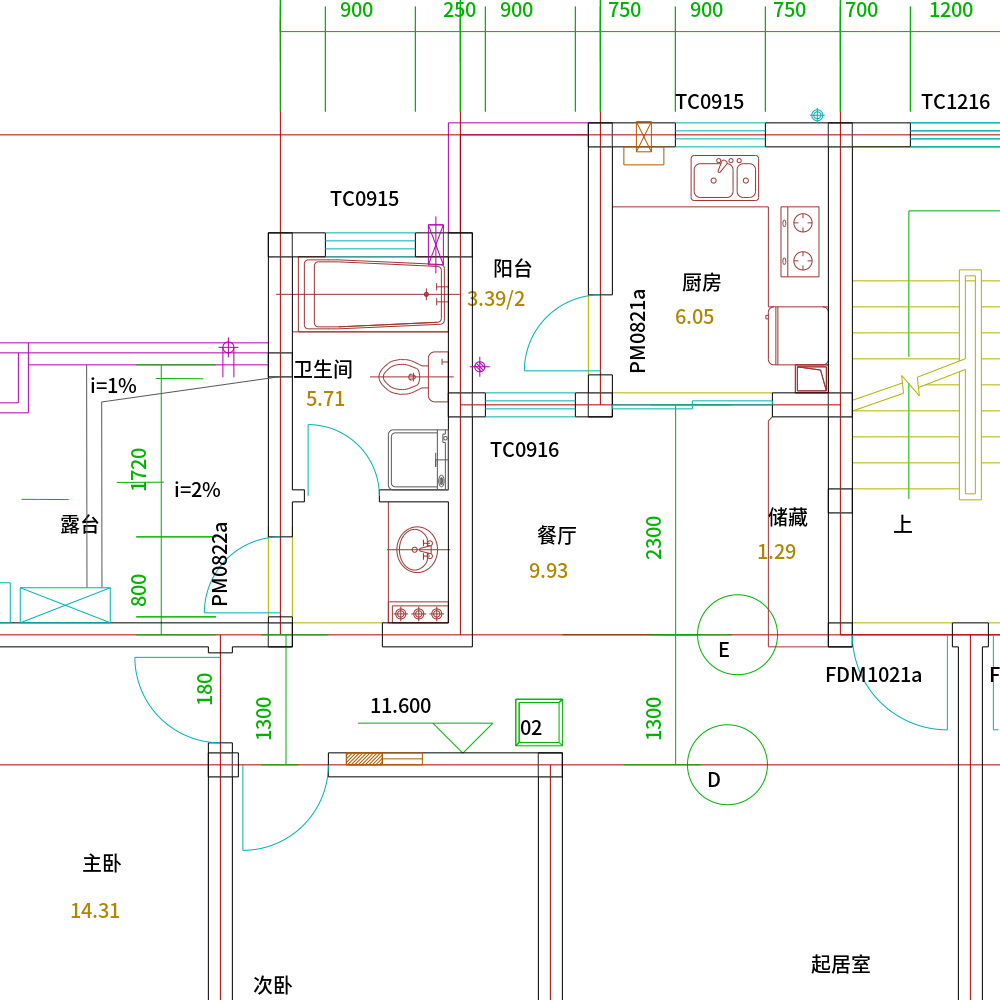 900
250
900
750
900
750
700
1200
TC0915
TC1216
TC0915
阳台
3.39/2
厨房
6.05
PM0821a
卫生间
5.71
i=1%
TC0916
1720
i=2%
露台
PM0822a
餐厅
9.93
2300
储藏
1.29
上
800
E
FDM1021a
F
180
1300
11.600
02
1300
D
主卧
14.31
次卧
起居室